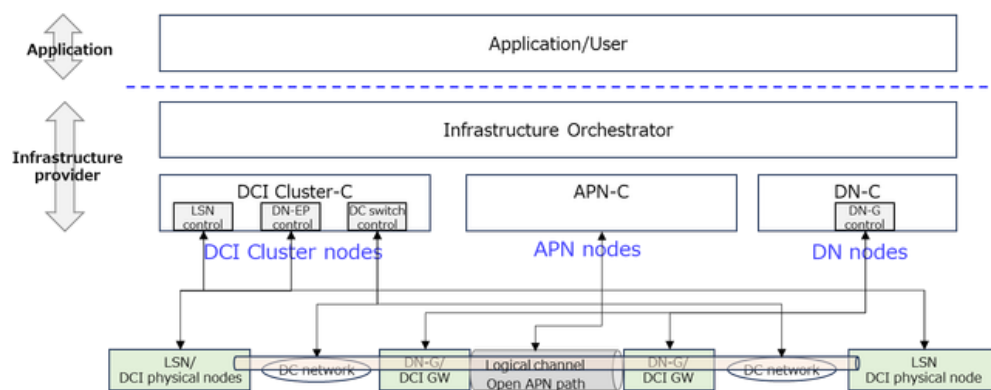 Application
Application/User
Infrastructure
provider
Infrastructure Orchestrator
DCI Cluster-C
LSN
control
DN-EP
control
DC switch
control
APN-C
DN-C
DN-G
control
DCI Cluster nodes
APN nodes
DN nodes
LSN/
DCI physical nodes
DC network
DN-G/
DCI GW
Logical channel
Open APN path
DN-G/
DCI GW
DC network
LSN
DCI physical node